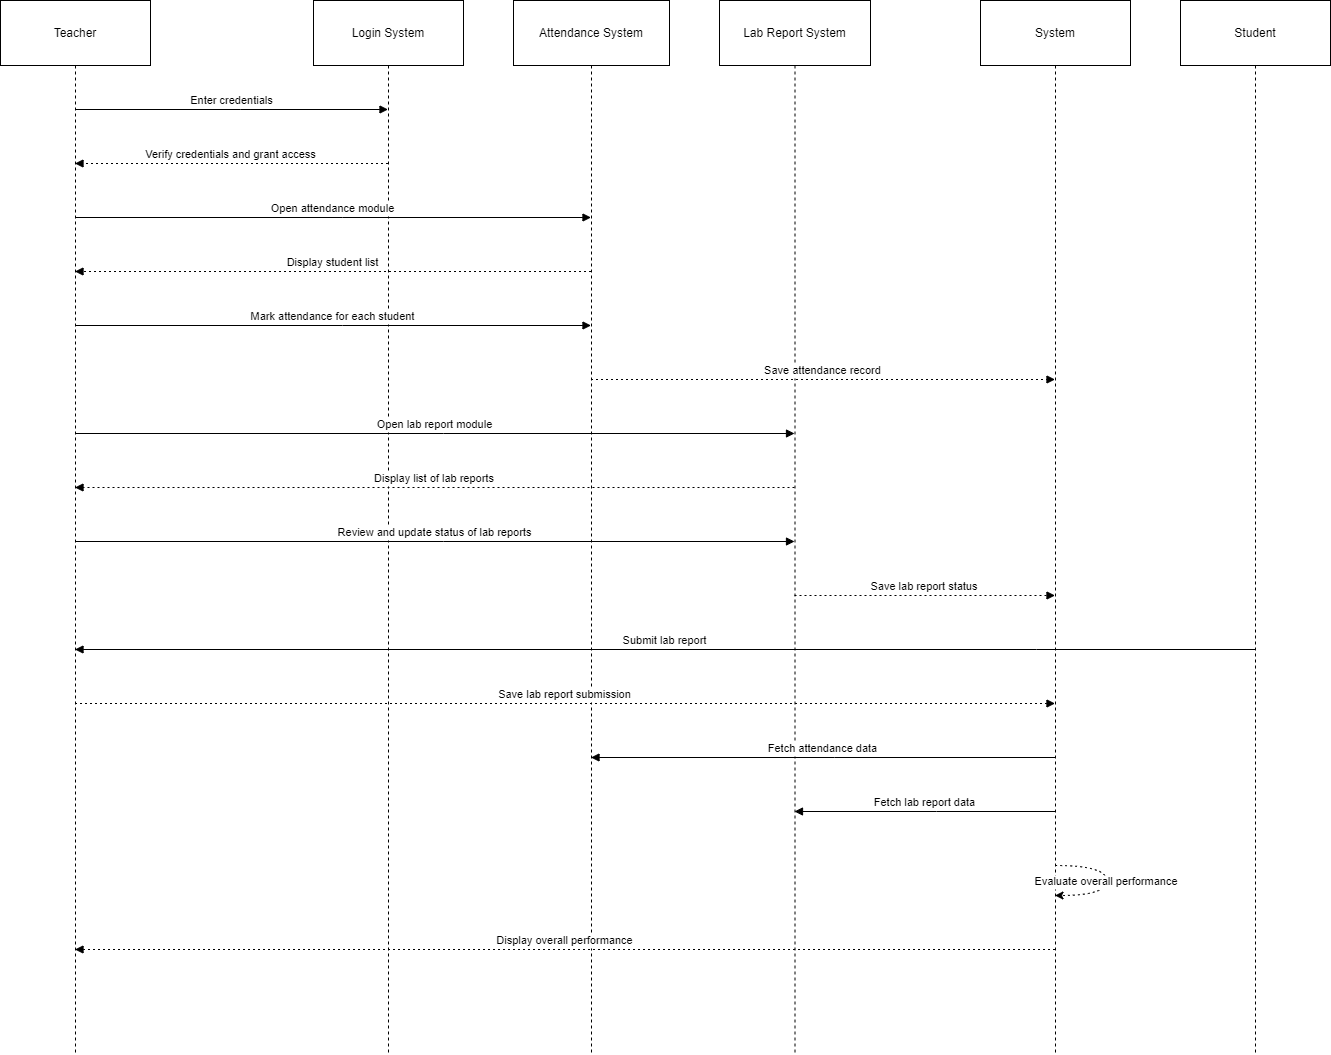 Teacher
Login System
Attendance System
Lab Report System
System
Student
Enter credentials
Verify credentials and grant access
Open attendance module
Display student list
Mark attendance for each student
Save attendance record
Open lab report module
Display list of lab reports
Review and update status of lab reports
Save lab report status
Submit lab report
Save lab report submission
Fetch attendance data
Fetch lab report data
Evaluate overall performance
Display overall performance